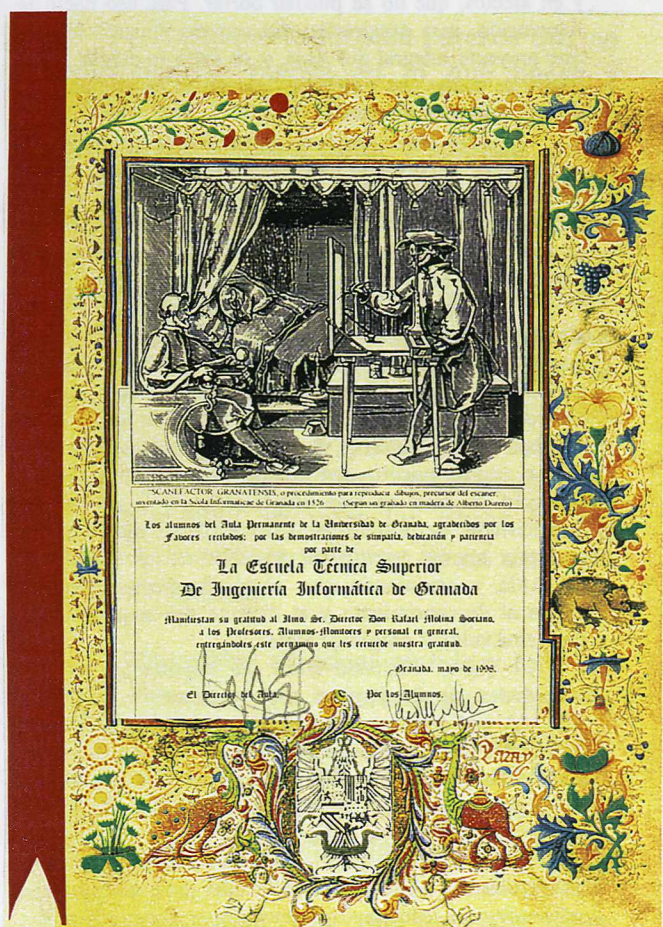 "SCANEFACTOR GRANATENSIS, o procedimiento para reproducir dibujos, precursor del escaner,
inventado en la Scola Informaticae de Granada en 1526 (Segun un grabado en madera de Alberto Durero)
Los alumnos del Aula Permanente de la Universidad de Granada, agradecidos por los
Favores recibidos; por las demostraciones de simpatía, dedicación y paciencia
por parte de
La Escuela Técnica Superior
De Ingeniería Informática de Granada
Manifiestan su gratitud al Ilmo. Sr. Director Don Rafael Molina Soriano,
a los Profesores, Alumnos-Monitores y personal en general,
entregándoles este pergamino que les recuerde nuestra gratitud.
Granada, mayo de 1998.
El Director del Aula, Por los Alumnos,